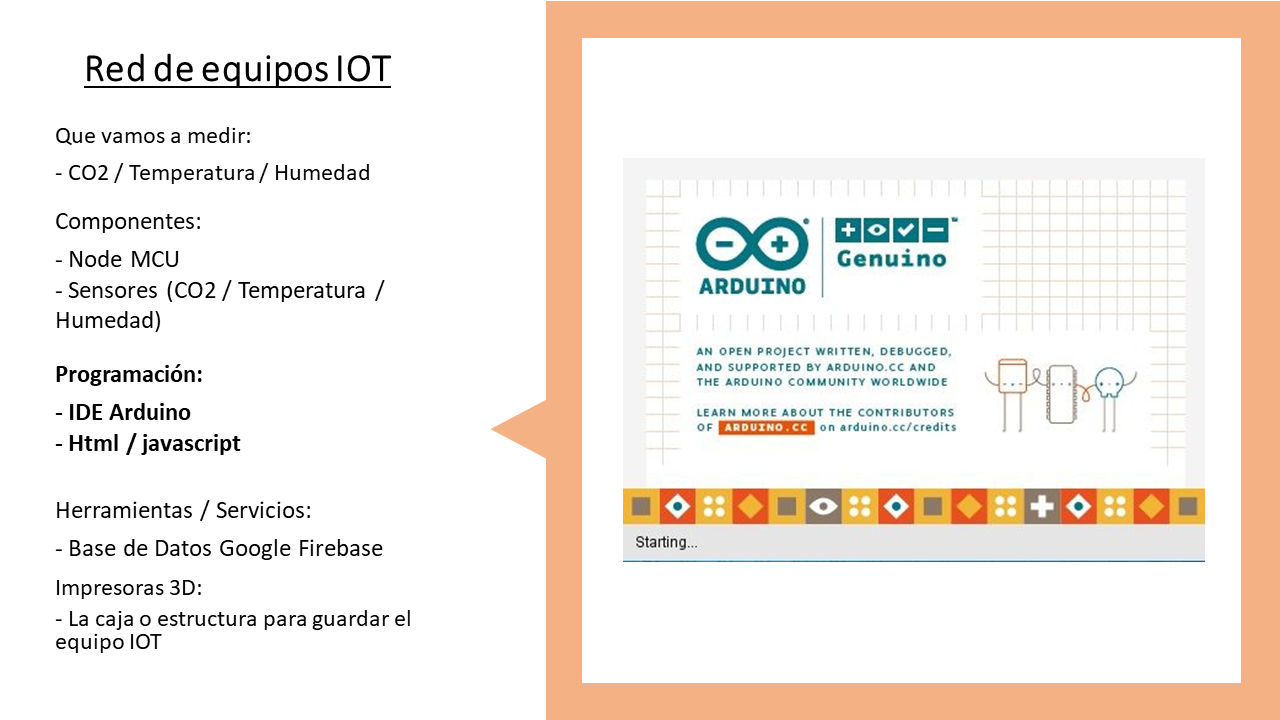 Red de equipos IOT
Que vamos a medir:
- CO2 / Temperatura / Humedad
Componentes:
- Node MCU
- Sensores (CO2 / Temperatura /
Humedad)
Programación:
- IDE Arduino
- Html / javascript
Herramientas / Servicios:
- Base de Datos Google Firebase
Impresoras 3D:
- La caja o estructura para guardar el
equipo IOT
ARDUINO
Genuino
AN OPEN PROJECT WRITTEN, DEBUGGED,
AND SUPPORTED BY ARDUINO.CC AND
THE ARDUINO COMMUNITY WORLDWIDE
LEARN MORE ABOUT THE CONTRIBUTORS
OF ARDUINO.CC on arduino.cc/credits
Starting...